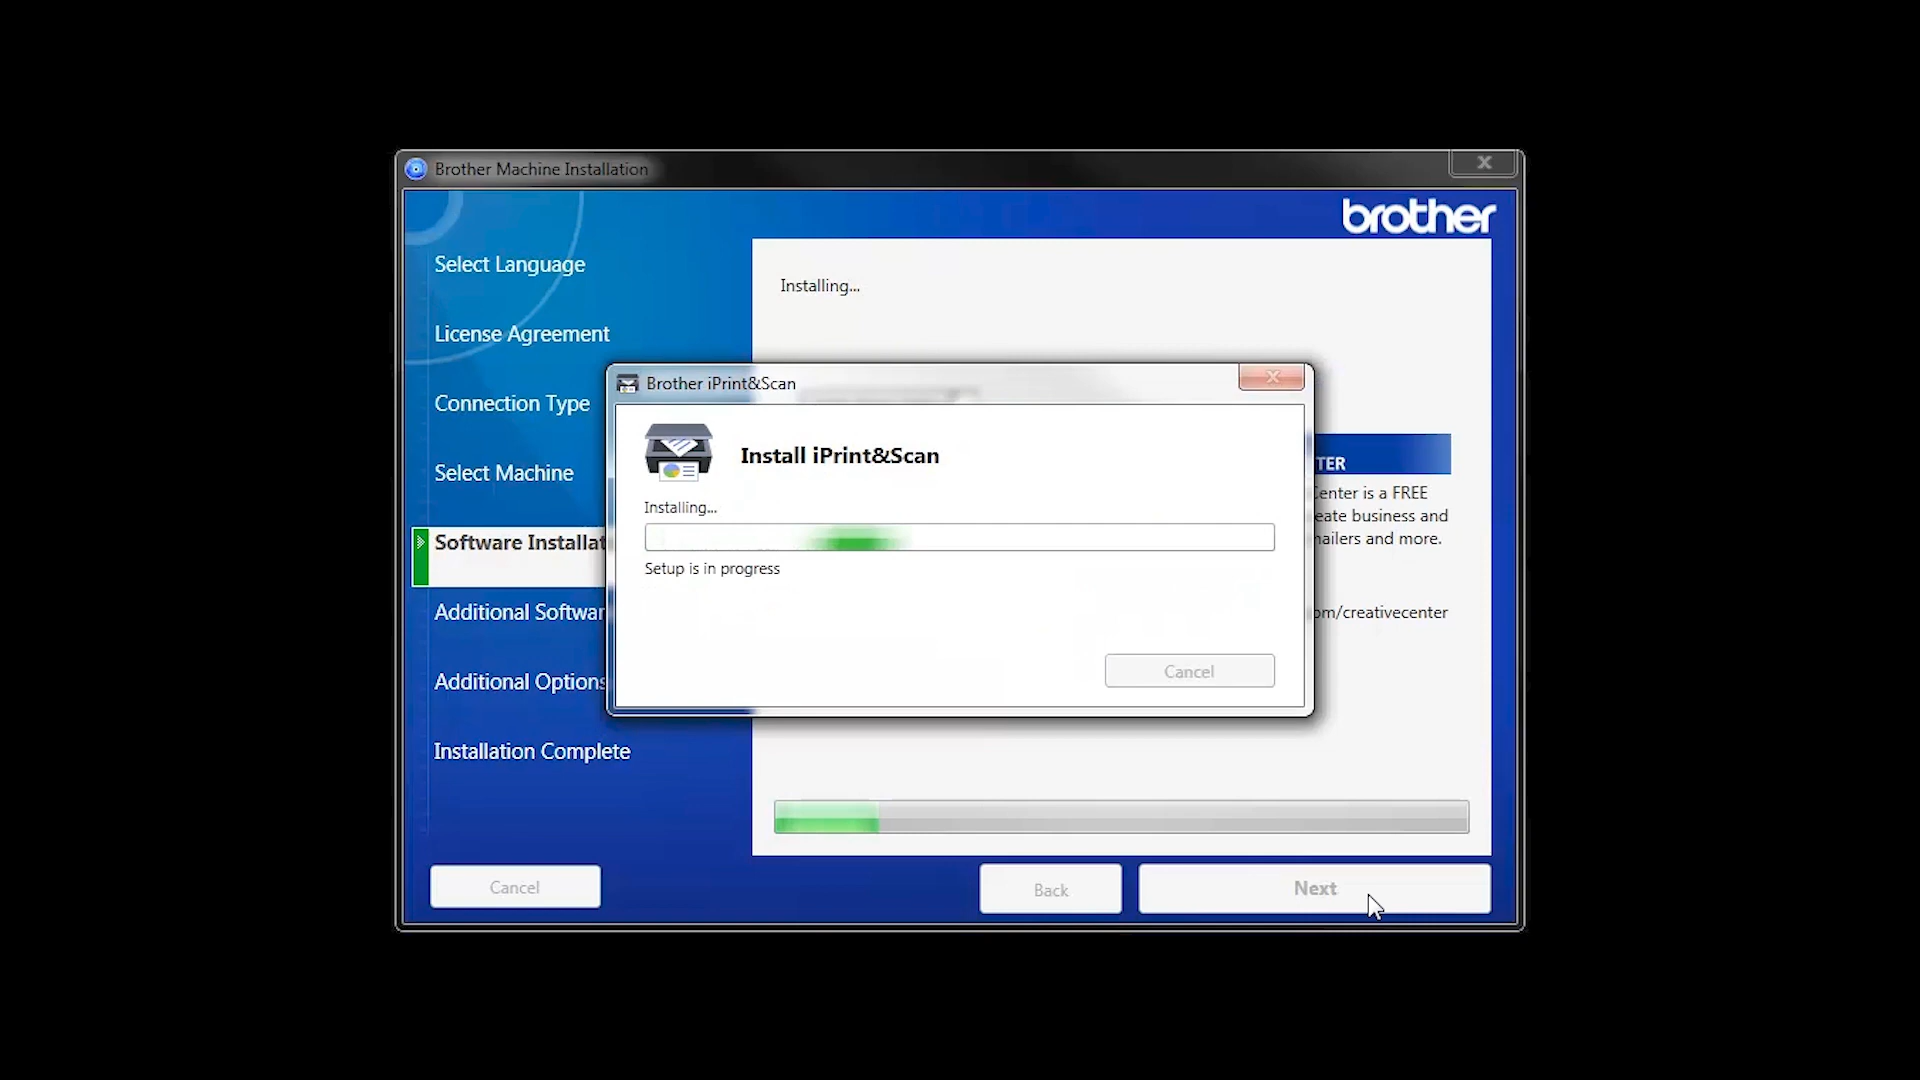 Brother Machine Installation
X
brother
Select Language
License Agreement
Connection Type
Select Machine
Software Installat
Additional Softwar
Additional Options
Installation Complete
Installing...
Brother iPrint&Scan
X
Install iPrint&Scan
Installing...
Setup is in progress
Cancel
TER
Center is a FREE
eate business and
mailers and more.
om/creativecenter
Cancel
Back
Next